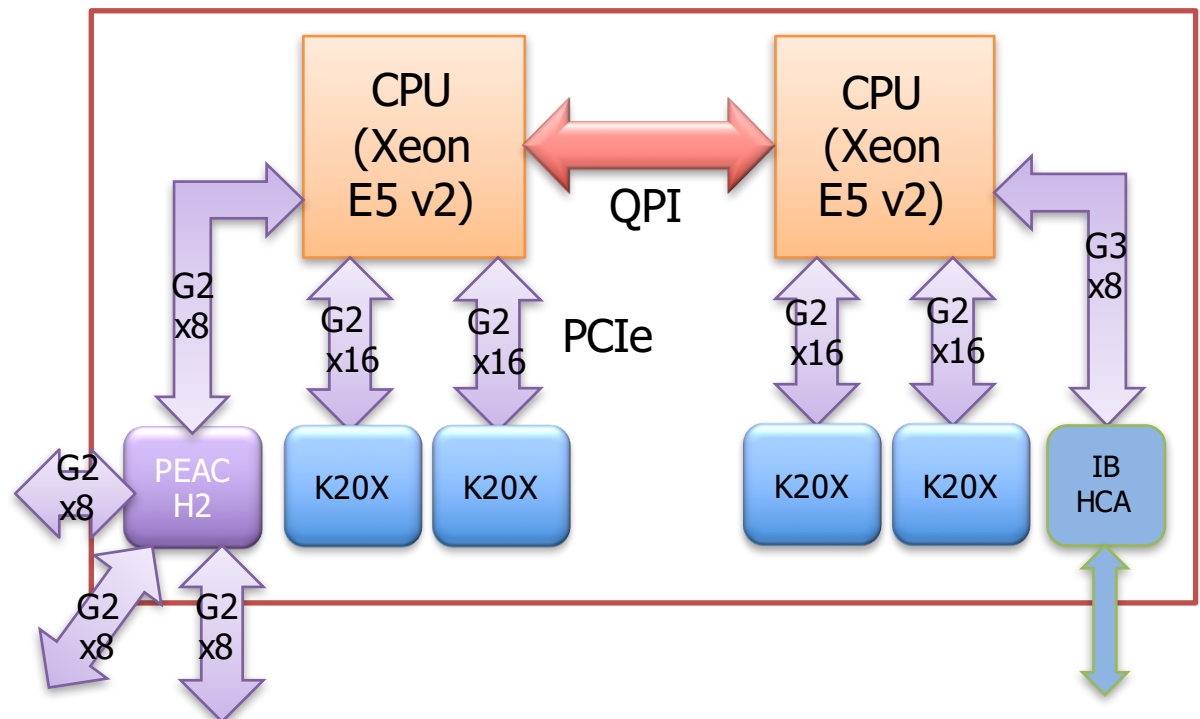 CPU
(Xeon
E5 v2)
CPU
(Xeon
E5 v2)
QPI
G2
x8
G2
x16
G2
x16
PCIe
G2
x16
G2
x16
G3
x8
PEAC
H2
K20X
K20X
K20X
K20X
IB
HCA
G2
x8
G2
x8
G2
x8